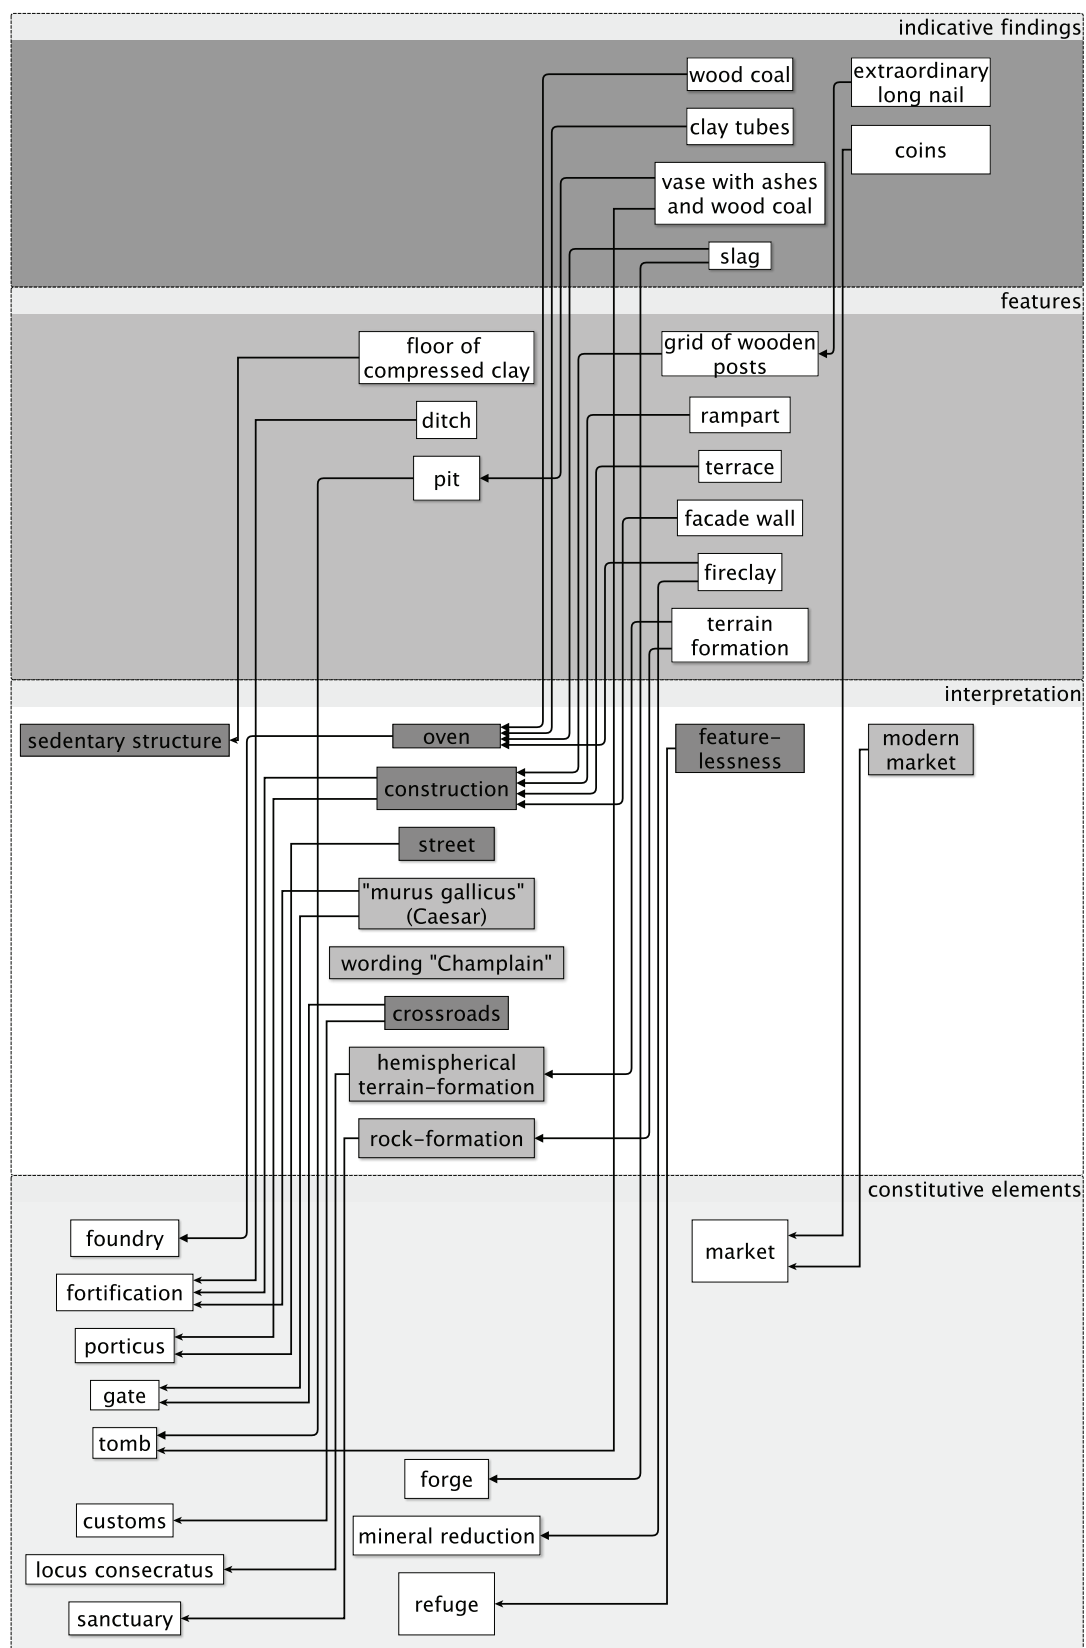 indicative findings
wood coal
extraordinary
long nail
clay tubes
coins
vase with ashes
and wood coal
slag
features
floor of
compressed clay
grid of wooden
posts
ditch
rampart
pit
terrace
facade wall
fireclay
terrain
formation
interpretation
sedentary structure
oven
feature-
lessness
modern
market
construction
street
"murus gallicus"
(Caesar)
wording "Champlain"
crossroads
hemispherical
terrain-formation
rock-formation
constitutive elements
foundry
market
fortification
porticus
gate
tomb
forge
customs
mineral reduction
locus consecratus
refuge
sanctuary